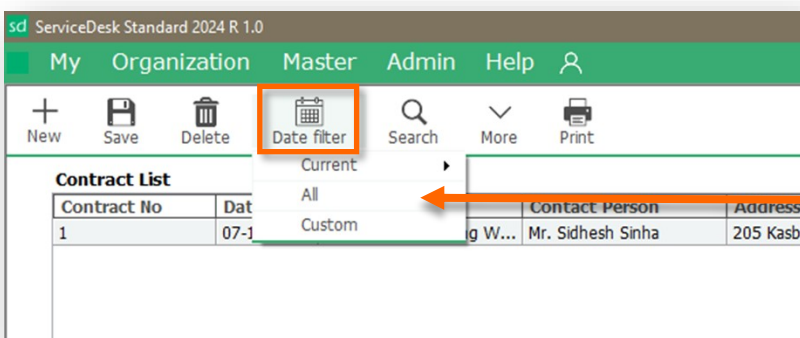 sd ServiceDesk Standard 2024 R 1.0
My Organization Master Admin Help
New Save Delete Date filter Search More Print
Current
Contract List
All
Contract No Dat Contact Person Address
Custom
1 07-1 g W... Mr. Sidhesh Sinha 205 Kasb